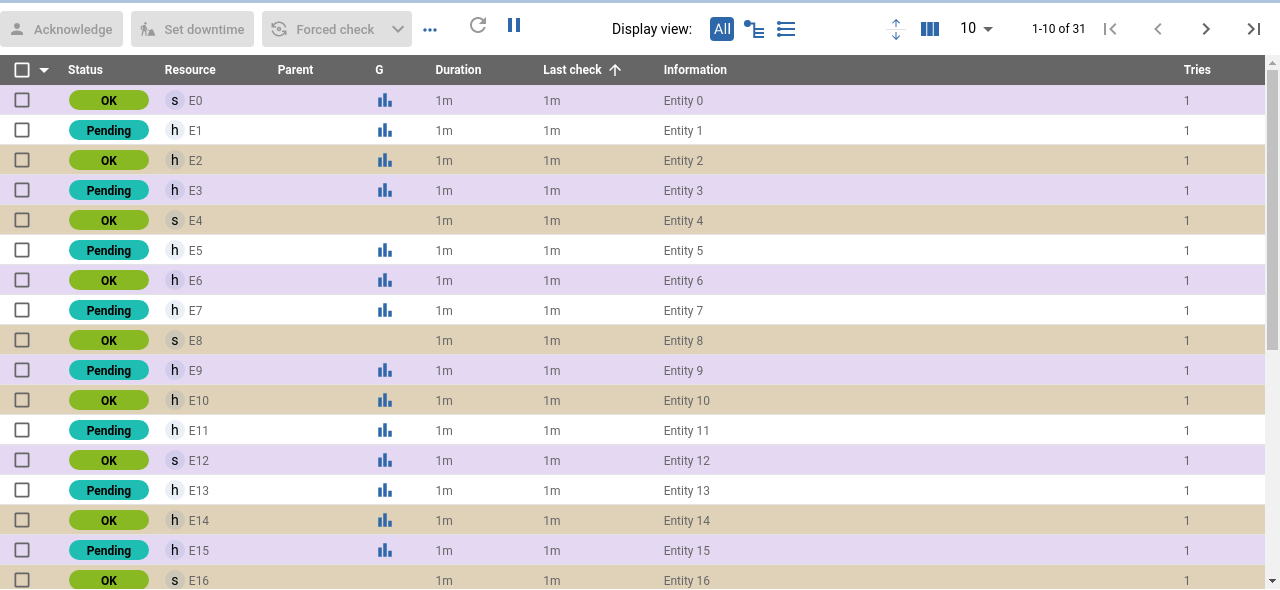 Acknowledge Set downtime Forced check Display view: All 10 1-10 of 31
Status Resource Parent G Duration Last check Information Tries
OK s E0 1m 1m Entity 0 1
Pending h E1 1m 1m Entity 1 1
OK h E2 1m 1m Entity 2 1
Pending h E3 1m 1m Entity 3 1
OK s E4 1m 1m Entity 4 1
Pending h E5 1m 1m Entity 5 1
OK h E6 1m 1m Entity 6 1
Pending h E7 1m 1m Entity 7 1
OK s E8 1m 1m Entity 8 1
Pending h E9 1m 1m Entity 9 1
OK h E10 1m 1m Entity 10 1
Pending h E11 1m 1m Entity 11 1
OK s E12 1m 1m Entity 12 1
Pending h E13 1m 1m Entity 13 1
OK h E14 1m 1m Entity 14 1
Pending h E15 1m 1m Entity 15 1
OK s E16 1m 1m Entity 16 1